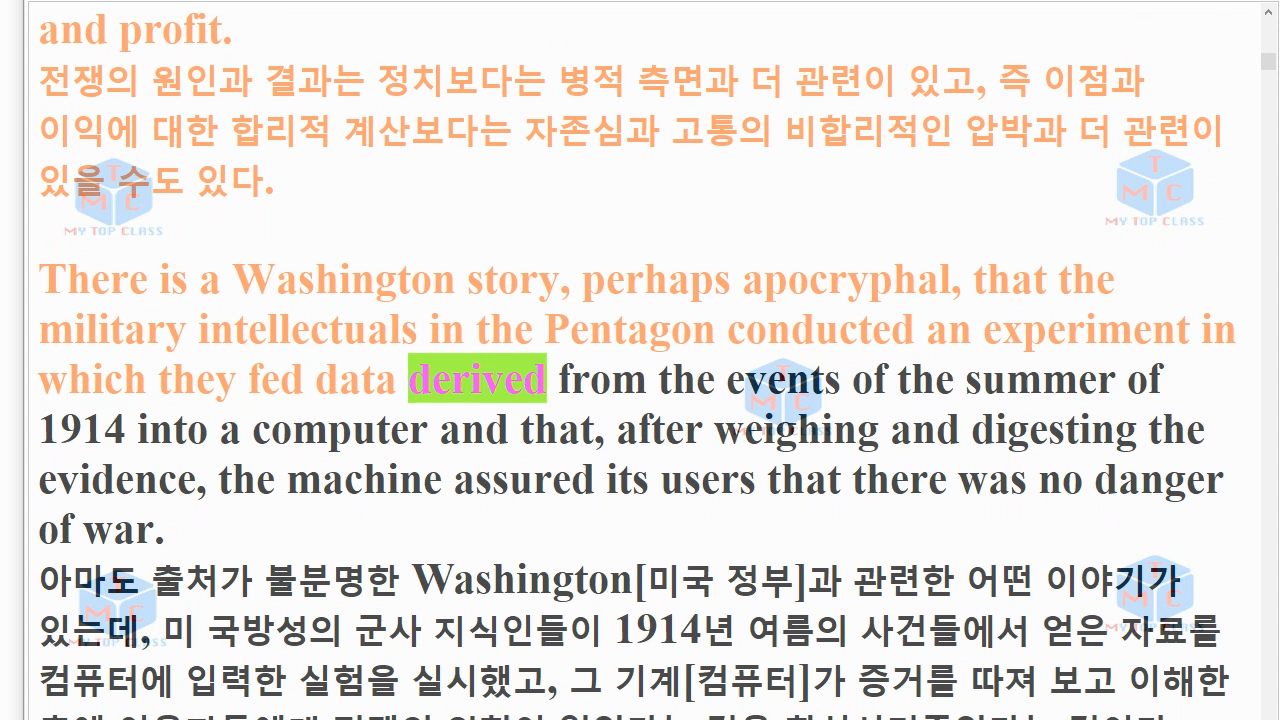 and profit.
전쟁의 원인과 결과는 정치보다는 병적 측면과 더 관련이 있고, 즉 이점과
이익에 대한 합리적 계산보다는 자존심과 고통의 비합리적인 압박과 더 관련이
있을 수도 있다.
T
M C
MY TOP CLASS
T
M C
MY TOP CLASS
There is a Washington story, perhaps apocryphal, that the
military intellectuals in the Pentagon conducted an experiment in
which they fed data derived from the events of the summer of
1914 into a computer and that, after weighing and digesting the
evidence, the machine assured its users that there was no danger
of war.
T
M C
MY TOP CLASS
아마도 출처가 불분명한 Washington[미국 정부]과 관련한 어떤 이야기가
있는데, 미 국방성의 군사 지식인들이 1914년 여름의 사건들에서 얻은 자료를
컴퓨터에 입력한 실험을 실시했고, 그 기계[컴퓨터]가 증거를 따져 보고 이해한
T
M C
MY TOP CLASS
T
M C
MY TOP CLASS